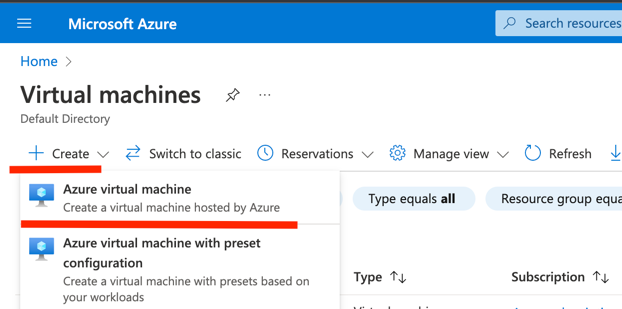 Microsoft Azure
Search resources
Home
Virtual machines
Default Directory
Create
Switch to classic
Reservations
Manage view
Refresh
Azure virtual machine
Create a virtual machine hosted by Azure
Type equals all
Resource group equa
Azure virtual machine with preset
configuration
Create a virtual machine with presets based on
your workloads
Type
Subscription